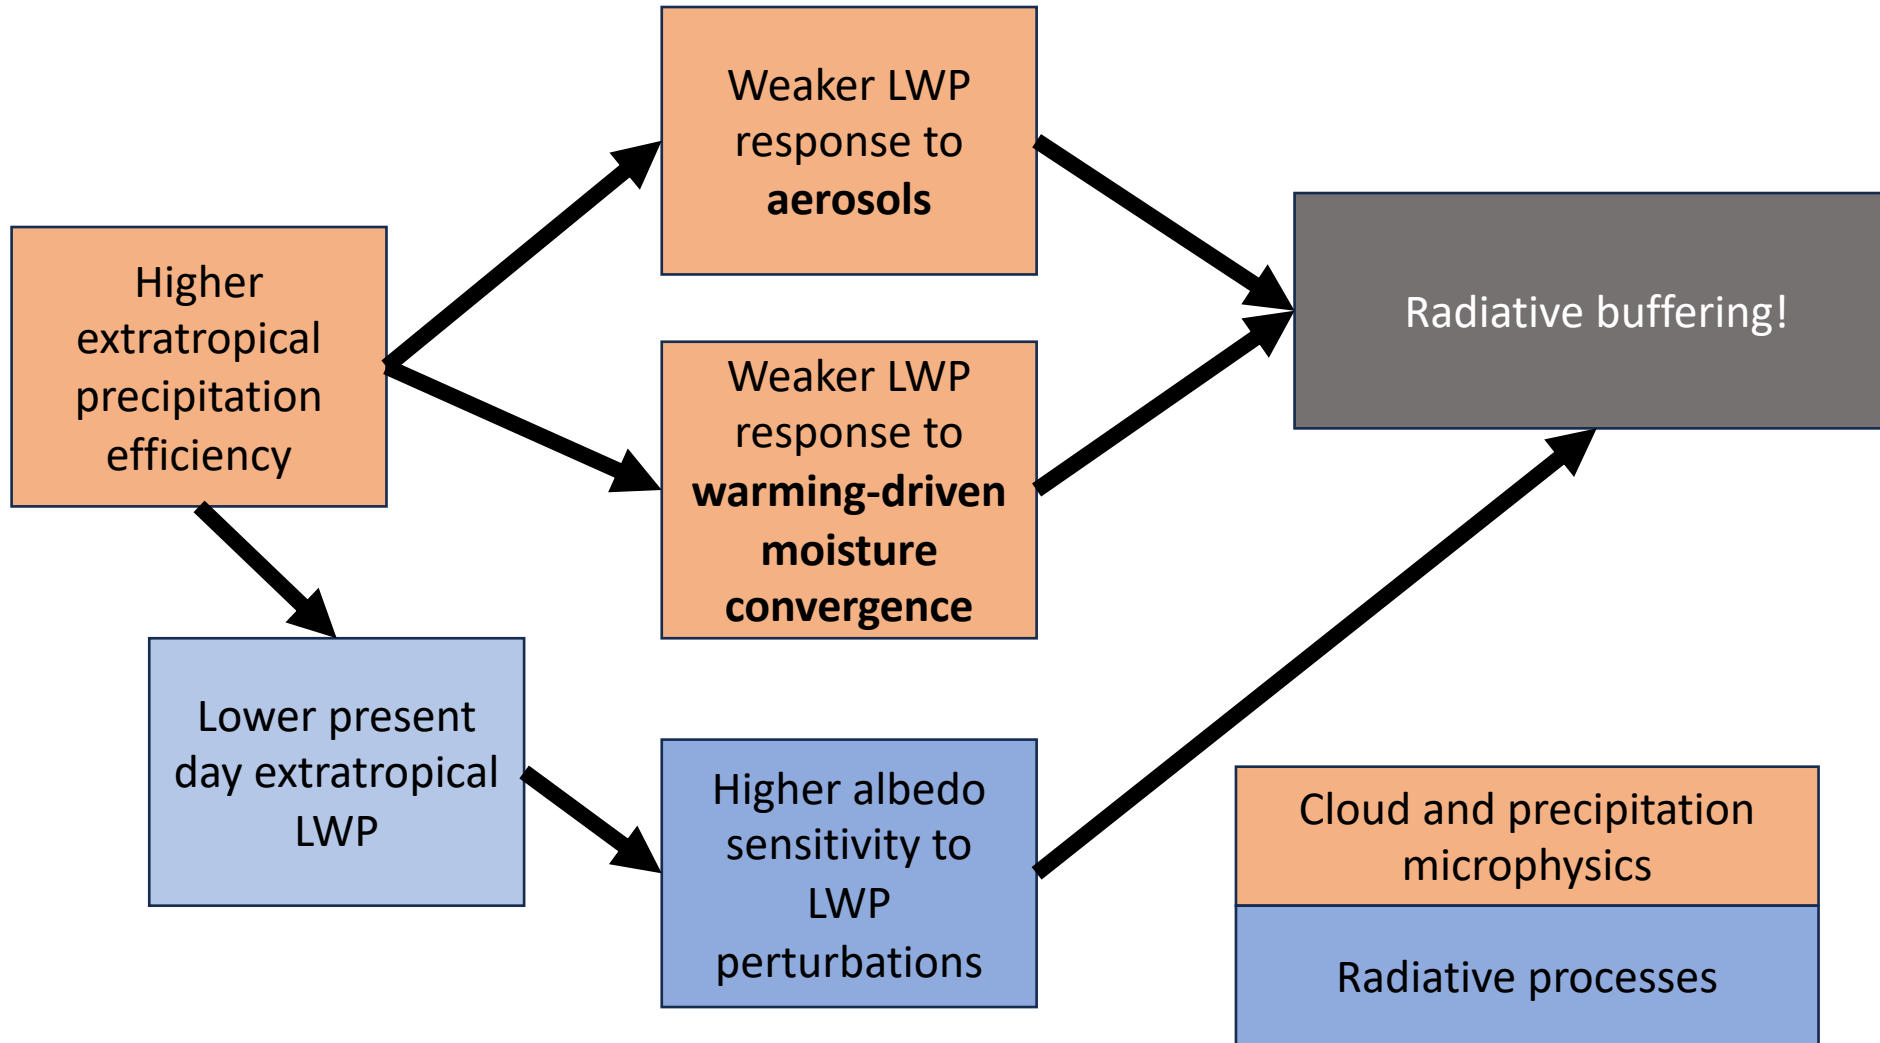 Higher
extratropical
precipitation
efficiency
Weaker LWP
response to
aerosols
Weaker LWP
response to
warming-driven
moisture
convergence
Radiative buffering!
Lower present
day extratropical
LWP
Higher albedo
sensitivity to
LWP
perturbations
Cloud and precipitation
microphysics
Radiative processes